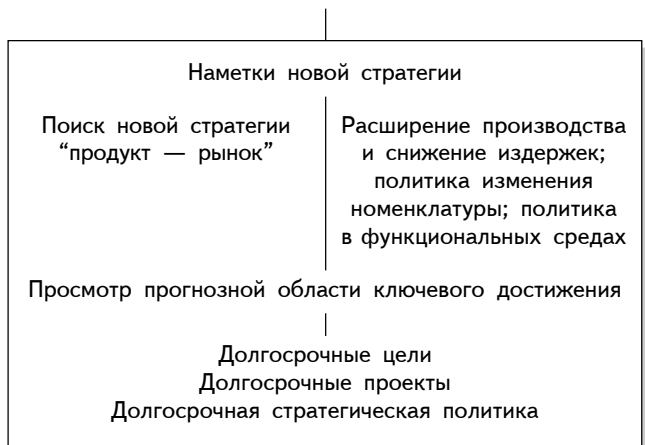 Наметки новой стратегии
Поиск новой стратегии
“продукт — рынок”
Расширение производства
и снижение издержек;
политика изменения
номенклатуры; политика
в функциональных средах
Просмотр прогнозной области ключевого достижения
Долгосрочные цели
Долгосрочные проекты
Долгосрочная стратегическая политика